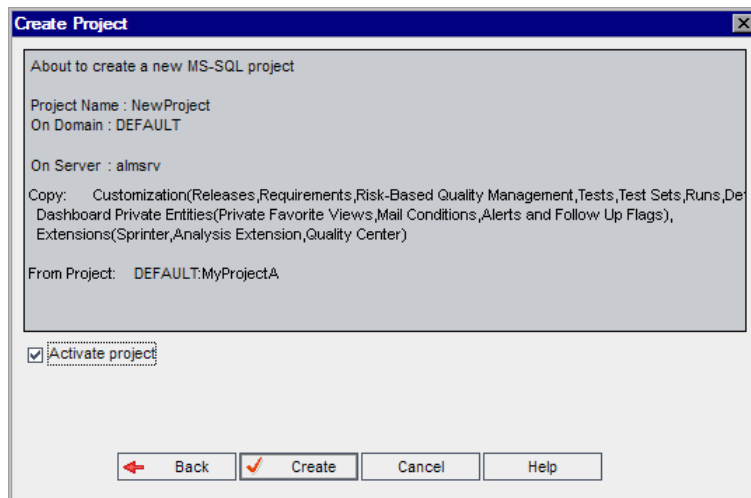 Create Project
About to create a new MS-SQL project
Project Name : NewProject
On Domain : DEFAULT
On Server : almsrv
Copy: Customization(Releases,Requirements,Risk-Based Quality Management,Tests,Test Sets,Runs,De
Dashboard Private Entities(Private Favorite Views,Mail Conditions,Alerts and Follow Up Flags),
Extensions(Sprinter,Analysis Extension,Quality Center)
From Project: DEFAULT:MyProjectA
Activate project
Back Create Cancel Help